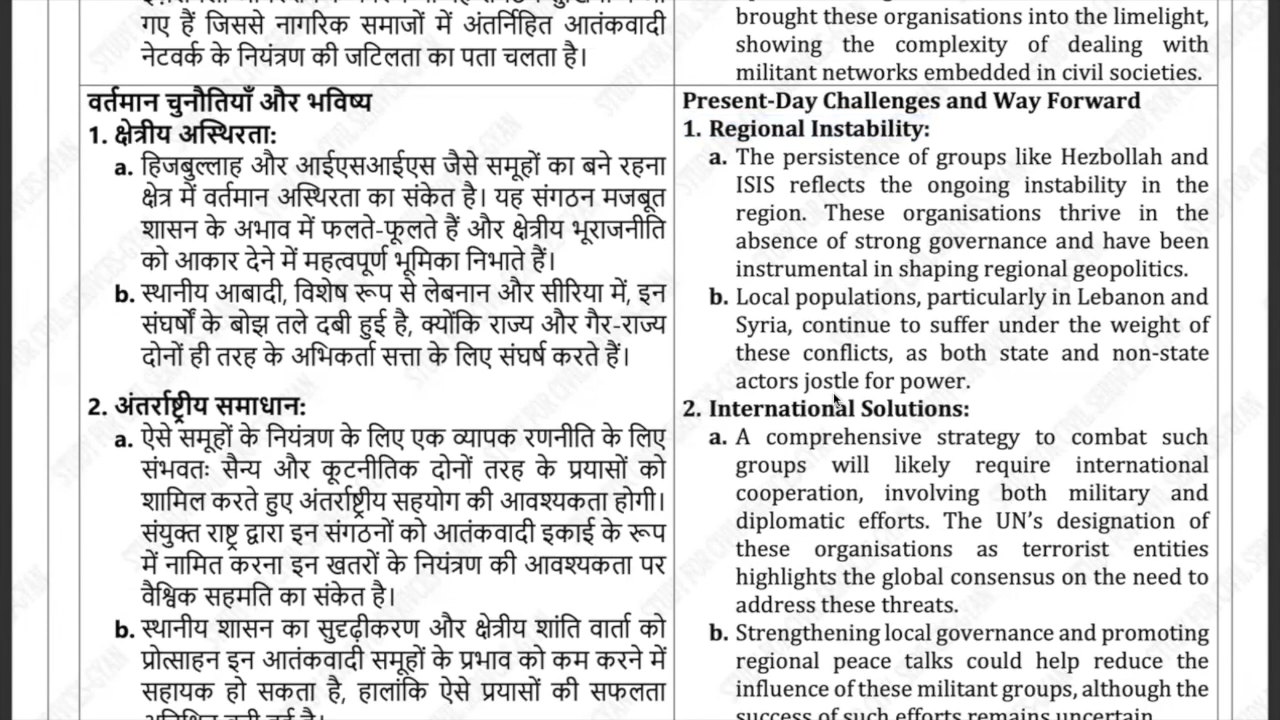 गए हैं जिससे नागरिक समाजों में अंतर्निहित आतंकवादी
नेटवर्क के नियंत्रण की जटिलता का पता चलता है।
वर्तमान चुनौतियाँ और भविष्य
1. क्षेत्रीय अस्थिरता:
a. हिजबुल्लाह और आईएसआईएस जैसे समूहों का बने रहना
क्षेत्र में वर्तमान अस्थिरता का संकेत है। यह संगठन मजबूत
शासन के अभाव में फलते-फूलते हैं और क्षेत्रीय भूराजनीति
को आकार देने में महत्वपूर्ण भूमिका निभाते हैं।
b. स्थानीय आबादी, विशेष रूप से लेबनान और सीरिया में, इन
संघर्षों के बोझ तले दबी हुई है, क्योंकि राज्य और गैर-राज्य
दोनों ही तरह के अभिकर्ता सत्ता के लिए संघर्ष करते हैं।
2. अंतर्राष्ट्रीय समाधान:
a. ऐसे समूहों के नियंत्रण के लिए एक व्यापक रणनीति के लिए
संभवतः सैन्य और कूटनीतिक दोनों तरह के प्रयासों को
शामिल करते हुए अंतर्राष्ट्रीय सहयोग की आवश्यकता होगी।
संयुक्त राष्ट्र द्वारा इन संगठनों को आतंकवादी इकाई के रूप
में नामित करना इन खतरों के नियंत्रण की आवश्यकता पर
वैश्विक सहमति का संकेत है।
b. स्थानीय शासन का सुदृढ़ीकरण और क्षेत्रीय शांति वार्ता को
प्रोत्साहन इन आतंकवादी समूहों के प्रभाव को कम करने में
सहायक हो सकता है, हालांकि ऐसे प्रयासों की सफलता
brought these organisations into the limelight,
showing the complexity of dealing with
militant networks embedded in civil societies.
Present-Day Challenges and Way Forward
1. Regional Instability:
a. The persistence of groups like Hezbollah and
ISIS reflects the ongoing instability in the
region. These organisations thrive in the
absence of strong governance and have been
instrumental in shaping regional geopolitics.
b. Local populations, particularly in Lebanon and
Syria, continue to suffer under the weight of
these conflicts, as both state and non-state
actors jostle for power.
2. International Solutions:
a. A comprehensive strategy to combat such
groups will likely require international
cooperation, involving both military and
diplomatic efforts. The UN's designation of
these organisations as terrorist entities
highlights the global consensus on the need to
address these threats.
b. Strengthening local governance and promoting
regional peace talks could help reduce the
influence of these militant groups, although the
success of such efforts remains uncertain.